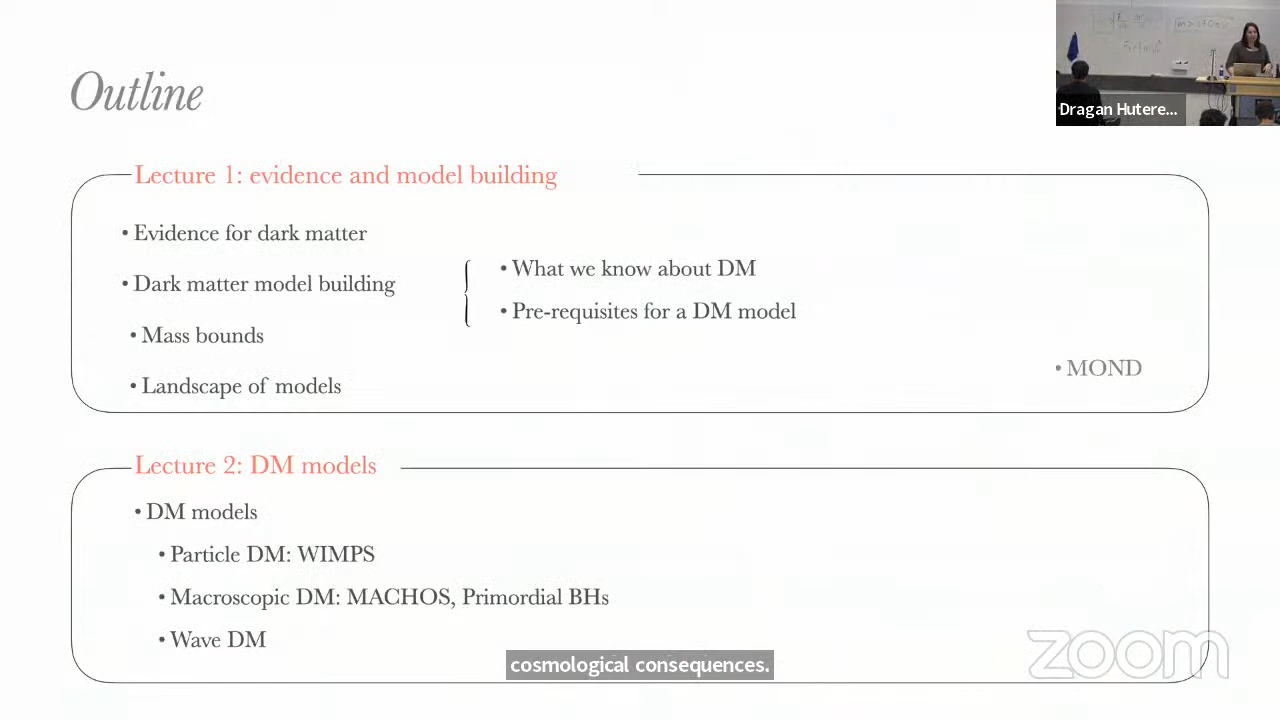 Outline
Dragan Hutere...
Lecture 1: evidence and model building
• Evidence for dark matter
• Dark matter model building
• What we know about DM
• Pre-requisites for a DM model
• Mass bounds
• Landscape of models
• MOND
Lecture 2: DM models
• DM models
• Particle DM: WIMPS
• Macroscopic DM: MACHOS, Primordial BHs
• Wave DM
cosmological consequences.
zoom